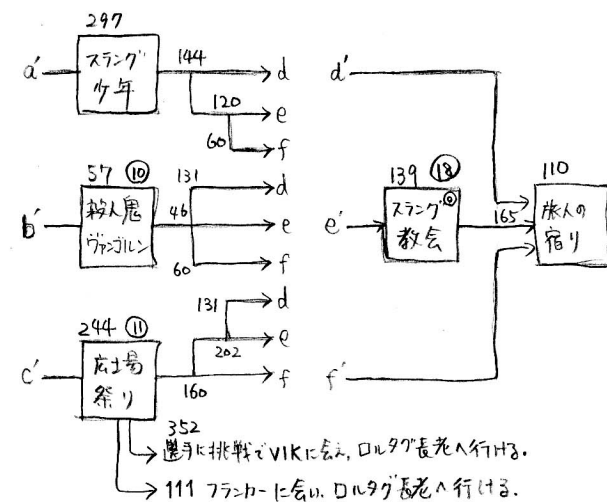 297
a' スラング少年 144 d
120 e
60 f
57 ⑩ 131 d
b' 殺人鬼ヴァンゴルン 46 e
60 f
244 ⑪ 131 d
202 e
c' 広場祭り 160 f
d'
139 ⑱ 110
e' スラング教会 165 旅人の宿り
f'
352
選手に挑戦でVIKに会え、ロルタグ長老へ行ける。
111 フランカーに会い、ロルタグ長老へ行ける。